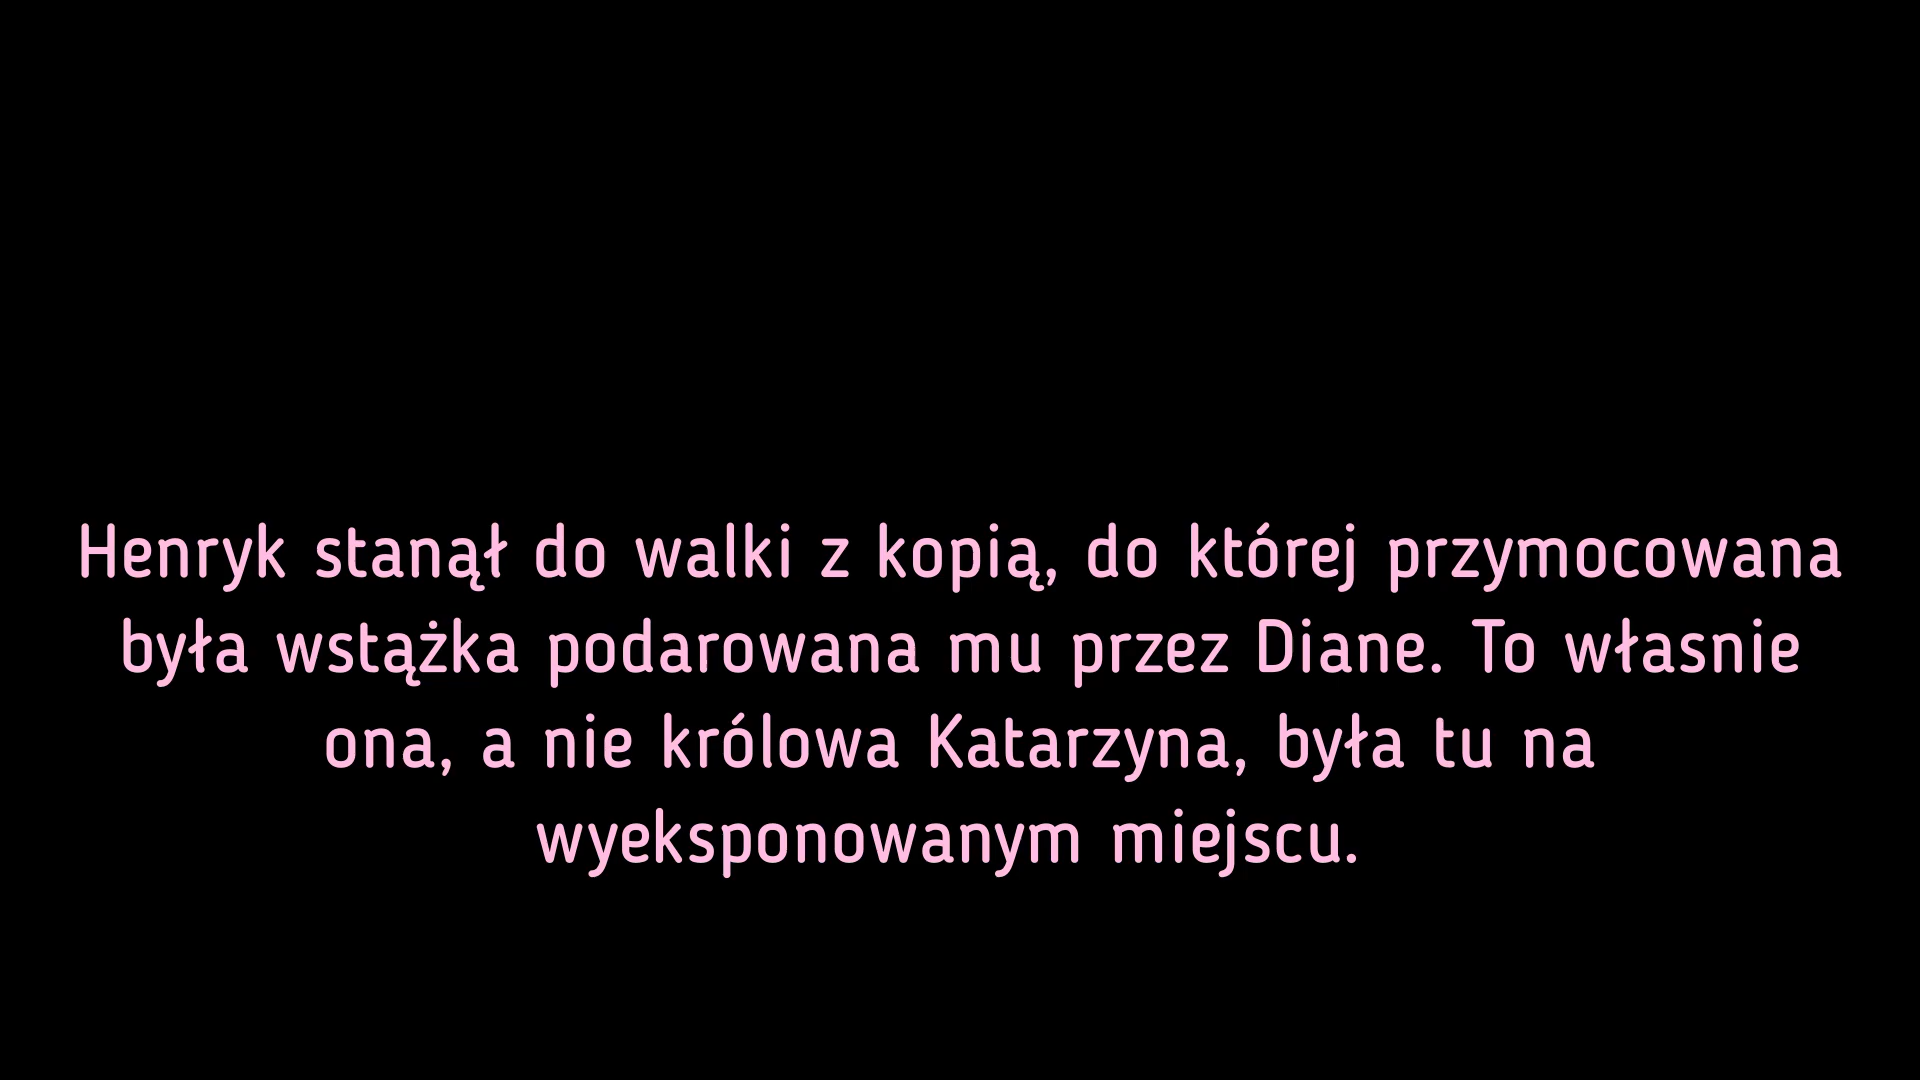 Henryk stanął do walki z kopią, do której przymocowana
była wstążka podarowana mu przez Diane. To własnie
ona, a nie królowa Katarzyna, była tu na
wyeksponowanym miejscu.